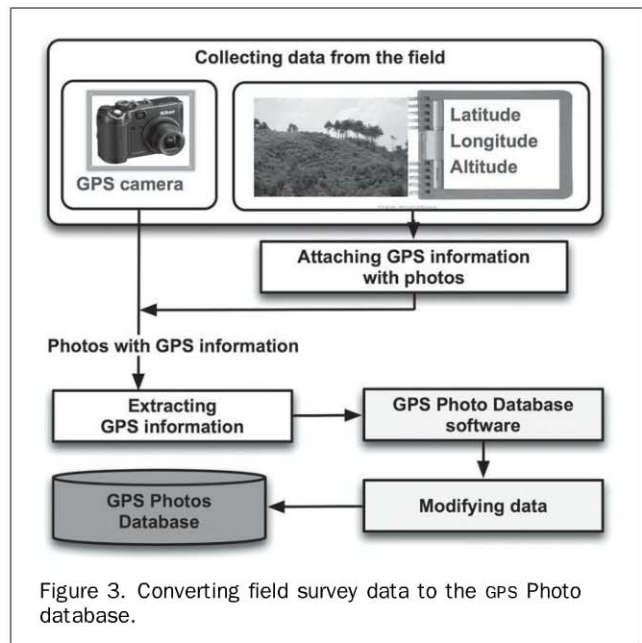 Collecting data from the field
Nikon
GPS camera
Latitude
Longitude
Altitude
Attaching GPS information
with photos
Photos with GPS information
Extracting
GPS information
GPS Photo Database
software
GPS Photos
Database
Modifying data
Figure 3. Converting field survey data to the GPS Photo
database.